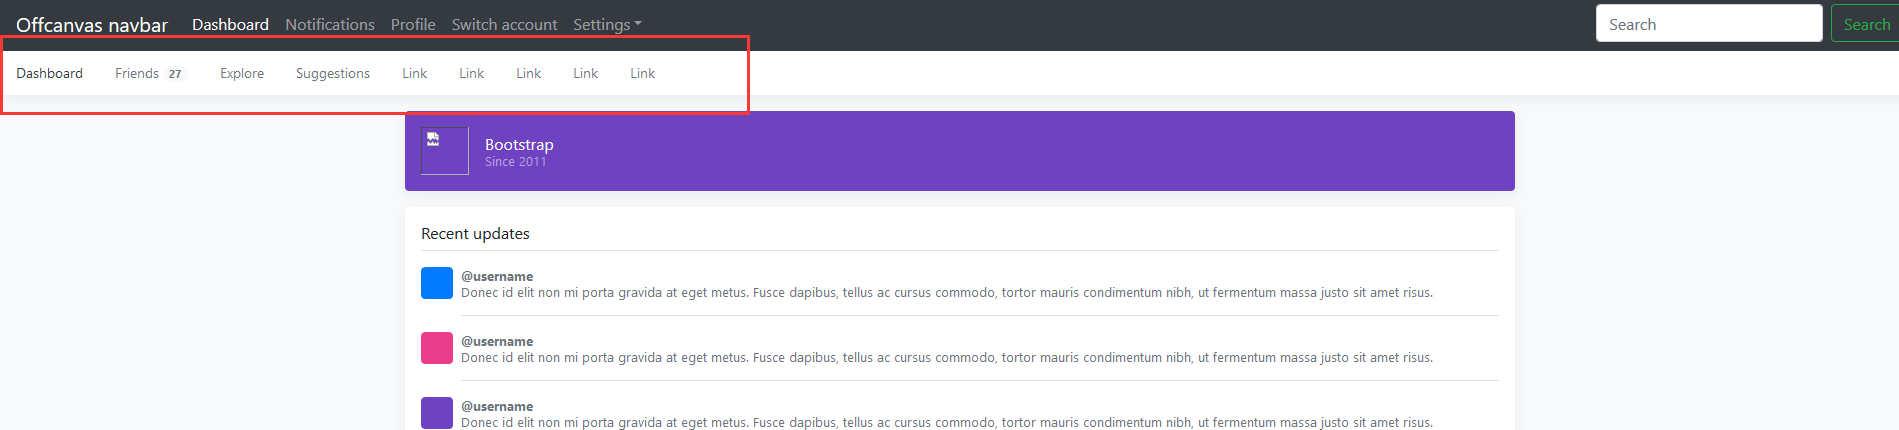 Offcanvas navbar Dashboard Notifications Profile Switch account Settings Search Search
Dashboard Friends 27 Explore Suggestions Link Link Link Link Link
Bootstrap
Since 2011
Recent updates
@username
Donec id elit non mi porta gravida at eget metus. Fusce dapibus, tellus ac cursus commodo, tortor mauris condimentum nibh, ut fermentum massa justo sit amet risus.
@username
Donec id elit non mi porta gravida at eget metus. Fusce dapibus, tellus ac cursus commodo, tortor mauris condimentum nibh, ut fermentum massa justo sit amet risus.
@username
Donec id elit non mi porta gravida at eget metus. Fusce dapibus, tellus ac cursus commodo, tortor mauris condimentum nibh, ut fermentum massa justo sit amet risus.